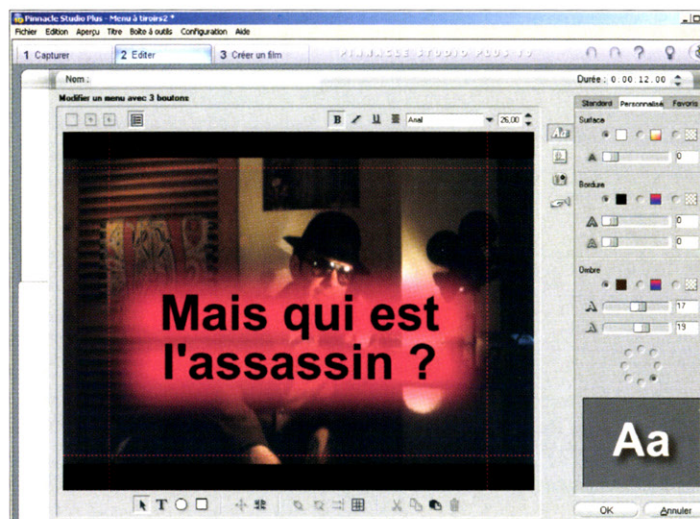 Pinnacle Studio Plus - Menu à tiroirs2 *
Fichier Edition Aperçu Titre Boîte à outils Configuration Aide
1 Capturer 2 Editer 3 Créer un film PINNACLE STUDIO PLUS
Nom : Durée : 0:00:12.00
Modifier un menu avec 3 boutons
Standard Personnalisé Favoris
B Arial 26,00
Surface
A 0
Bordure
A 0
A 0
Ombre
A 17
A 19
Mais qui est
l'assassin ?
Aa
T
OK Annuler